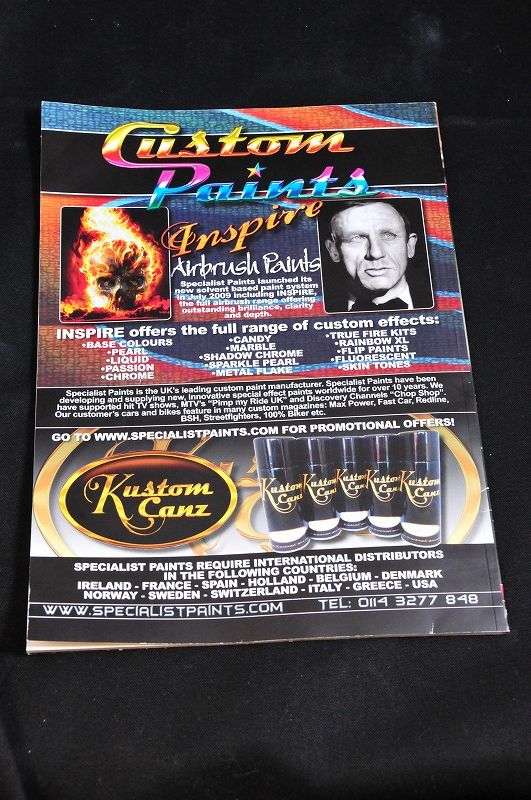 Custom
Paints
Inspire
Airbrush Paints
Specialist Paints launched its
new solvent based paint system
in July 2009 including INSPIRE,
the full airbrush range offering
outstanding brilliance, clarity
and depth.
INSPIRE offers the full range of custom effects:
•BASE COLOURS
•PEARL
•LIQUID
•PASSION
•CHROME
•CANDY
•MARBLE
•SHADOW CHROME
•SPARKLE PEARL
•METAL FLAKE
•TRUE FIRE KITS
•RAINBOW XL
•FLIP PAINTS
•FLUORESCENT
•SKIN TONES
Specialist Paints is the UK's leading custom paint manufacturer. Specialist Paints have been
developing and supplying new, innovative special effect paints worldwide for over 10 years. We
have supported hit TV shows, MTV's "Pimp my Ride UK" and Discovery Channels "Chop Shop".
Our customer's cars and bikes feature in many custom magazines: Max Power, Fast Car, Redline,
BSH, Streetfighters, 100% Biker etc.
GO TO WWW.SPECIALISTPAINTS.COM FOR PROMOTIONAL OFFERS!
Kustom
Canz
Kustom
Canz
Kustom
Canz
Kustom
Canz
Kustom
Canz
Kustom
Canz
SPECIALIST PAINTS REQUIRE INTERNATIONAL DISTRIBUTORS
IN THE FOLLOWING COUNTRIES:
IRELAND - FRANCE - SPAIN - HOLLAND - BELGIUM - DENMARK
NORWAY - SWEDEN - SWITZERLAND - ITALY - GREECE - USA
WWW.SPECIALISTPAINTS.COM TEL: 0114 3277 848